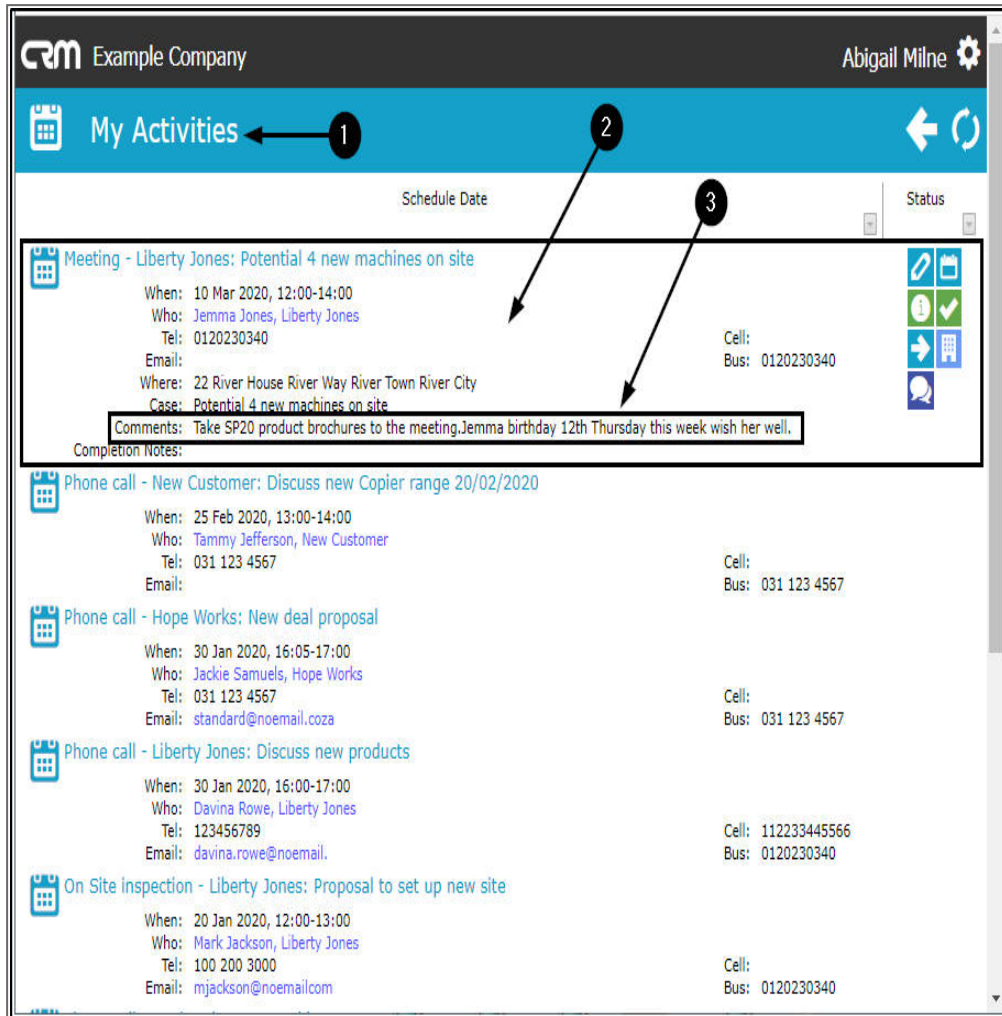 CRM Example Company Abigail Milne
My Activities 1 2
Schedule Date 3 Status
Meeting - Liberty Jones: Potential 4 new machines on site
When: 10 Mar 2020, 12:00-14:00
Who: Jemma Jones, Liberty Jones
Tel: 0120230340 Cell:
Email: Bus: 0120230340
Where: 22 River House River Way River Town River City
Case: Potential 4 new machines on site
Comments: Take SP20 product brochures to the meeting.Jemma birthday 12th Thursday this week wish her well.
Completion Notes:
Phone call - New Customer: Discuss new Copier range 20/02/2020
When: 25 Feb 2020, 13:00-14:00
Who: Tammy Jefferson, New Customer
Tel: 031 123 4567 Cell:
Email: Bus: 031 123 4567
Phone call - Hope Works: New deal proposal
When: 30 Jan 2020, 16:05-17:00
Who: Jackie Samuels, Hope Works
Tel: 031 123 4567 Cell:
Email: standard@noemail.coza Bus: 031 123 4567
Phone call - Liberty Jones: Discuss new products
When: 30 Jan 2020, 16:00-17:00
Who: Davina Rowe, Liberty Jones
Tel: 123456789 Cell: 112233445566
Email: davina.rowe@noemail. Bus: 0120230340
On Site inspection - Liberty Jones: Proposal to set up new site
When: 20 Jan 2020, 12:00-13:00
Who: Mark Jackson, Liberty Jones
Tel: 100 200 3000 Cell:
Email: mjackson@noemailcom Bus: 0120230340